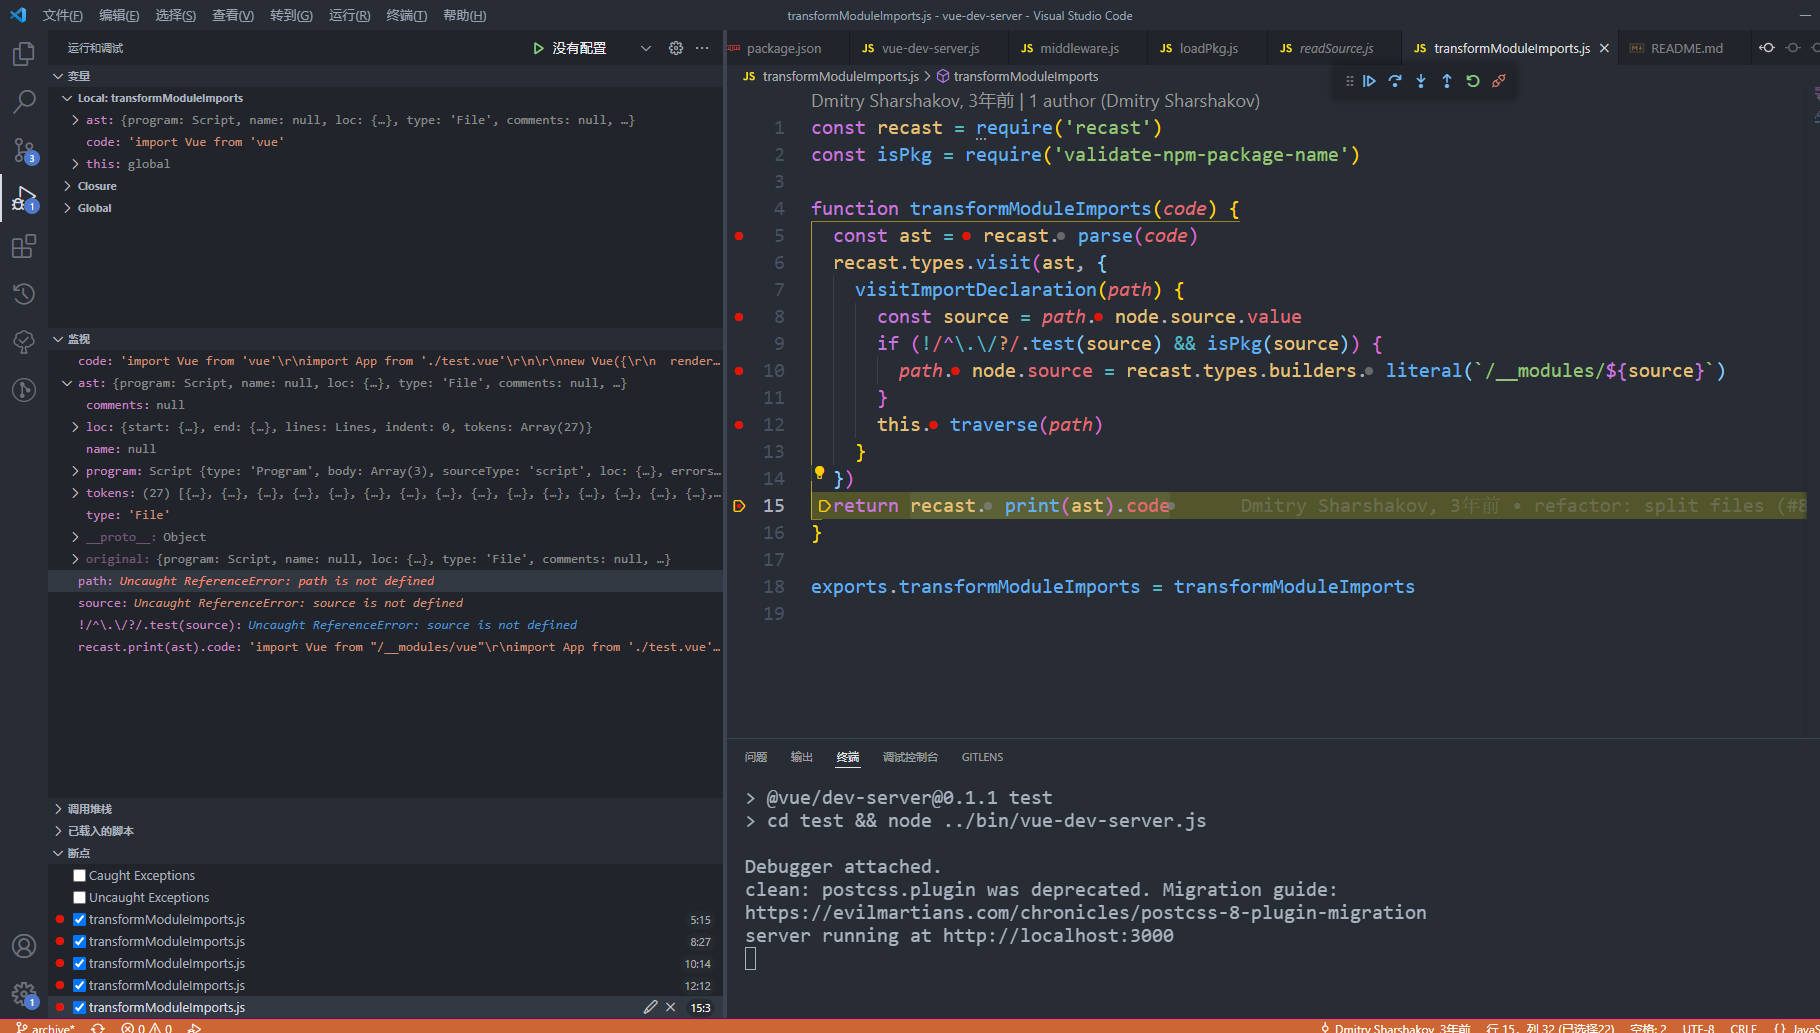 文件(F) 编辑(E) 选择(S) 查看(V) 转到(G) 运行(R) 终端(T) 帮助(H)
transformModuleImports.js - vue-dev-server - Visual Studio Code
运行和调试
没有配置
变量
Local: transformModuleImports
ast: {program: Script, name: null, loc: {…}, type: 'File', comments: null, …}
code: 'import Vue from 'vue'
this: global
Closure
Global
监视
code: 'import Vue from 'vue'\r\nimport App from './test.vue'\r\n\r\nnew Vue({\r\n  render…
ast: {program: Script, name: null, loc: {…}, type: 'File', comments: null, …}
comments: null
loc: {start: {…}, end: {…}, lines: Lines, indent: 0, tokens: Array(27)}
name: null
program: Script {type: 'Program', body: Array(3), sourceType: 'script', loc: {…}, errors…
tokens: (27) [{…}, {…}, {…}, {…}, {…}, {…}, {…}, {…}, {…}, {…}, {…}, {…}, {…}, {…}, {…},…
type: 'File'
__proto__: Object
original: {program: Script, name: null, loc: {…}, type: 'File', comments: null, …}
path: Uncaught ReferenceError: path is not defined
source: Uncaught ReferenceError: source is not defined
!/^\.\/?/.test(source): Uncaught ReferenceError: source is not defined
recast.print(ast).code: 'import Vue from "/__modules/vue"\r\nimport App from './test.vue'…
调用堆栈
已载入的脚本
断点
Caught Exceptions
Uncaught Exceptions
transformModuleImports.js 5:15
transformModuleImports.js 8:27
transformModuleImports.js 10:14
transformModuleImports.js 12:12
transformModuleImports.js 15:3
3
1
1
package.json
JS vue-dev-server.js
JS middleware.js
JS loadPkg.js
JS readSource.js
JS transformModuleImports.js
README.md
JS transformModuleImports.js > transformModuleImports
Dmitry Sharshakov, 3年前 | 1 author (Dmitry Sharshakov)
1 const recast = require('recast')
2 const isPkg = require('validate-npm-package-name')
3
4 function transformModuleImports(code) {
5 const ast = recast. parse(code)
6 recast.types.visit(ast, {
7 visitImportDeclaration(path) {
8 const source = path. node.source.value
9 if (!/^\.\/?/.test(source) && isPkg(source)) {
10 path. node.source = recast.types.builders. literal(`/__modules/${source}`)
11 }
12 this. traverse(path)
13 }
14 })
15 return recast. print(ast).code Dmitry Sharshakov, 3年前 • refactor: split files (#8
16 }
17
18 exports.transformModuleImports = transformModuleImports
19
问题 输出 终端 调试控制台 GITLENS
> @vue/dev-server@0.1.1 test
> cd test && node ../bin/vue-dev-server.js
Debugger attached.
clean: postcss.plugin was deprecated. Migration guide:
https://evilmartians.com/chronicles/postcss-8-plugin-migration
server running at http://localhost:3000
archive* 0 0
Dmitry Sharshakov, 3年前 行 15，列 32 (已选择22) 空格: 2 UTF-8 CRLF {} JavaS